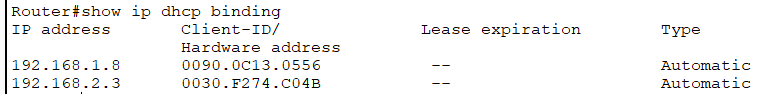 Router#show ip dhcp binding
IP address       Client-ID/              Lease expiration        Type
                 Hardware address
192.168.1.8      0090.0C13.0556           --                     Automatic
192.168.2.3      0030.F274.C04B           --                     Automatic